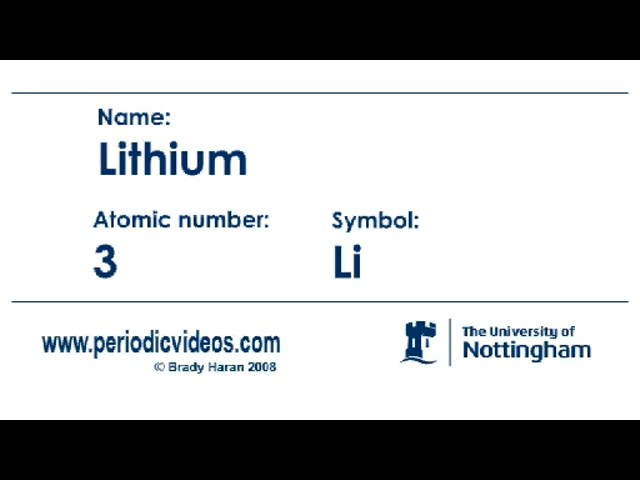 Name:
Lithium
Atomic number: Symbol:
3 Li
www.periodicvideos.com
© Brady Haran 2008
The University of
Nottingham